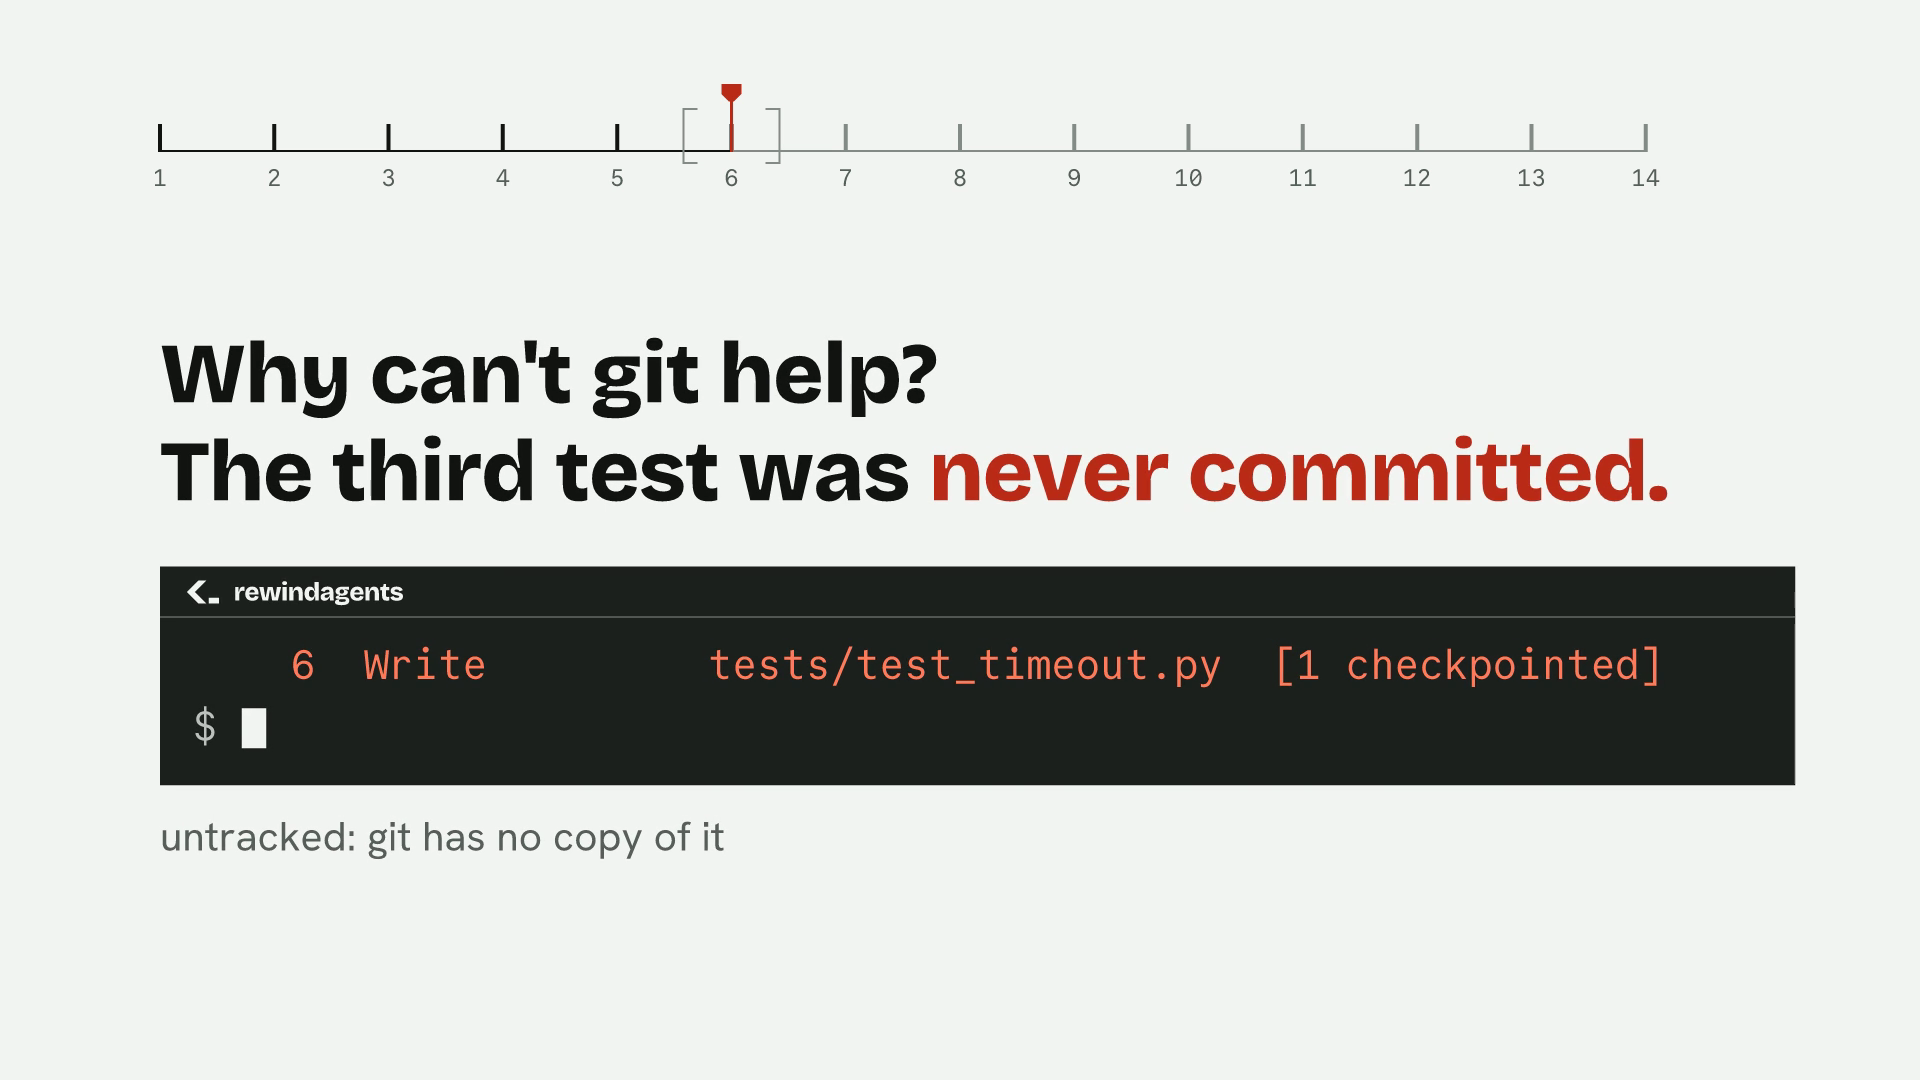 1 2 3 4 5 6 7 8 9 10 11 12 13 14
Why can't git help?
The third test was never committed.
rewindagents
6 Write tests/test_timeout.py [1 checkpointed]
$
untracked: git has no copy of it